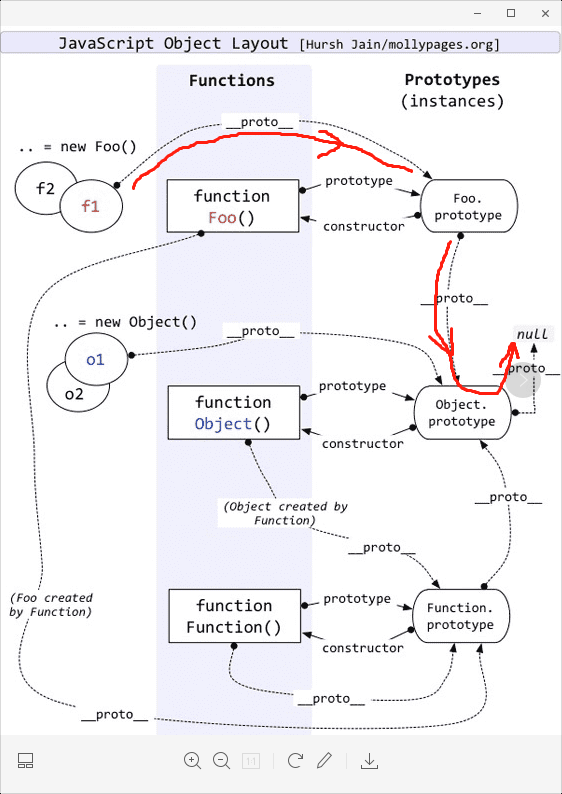 JavaScript Object Layout [Hursh Jain/mollypages.org]
Functions
Prototypes
(instances)
__proto__
.. = new Foo()
f2
f1
function
Foo()
prototype
constructor
Foo.
prototype
__proto__
.. = new Object()
__proto__
null
__proto__
o1
o2
function
Object()
prototype
constructor
Object.
prototype
(Object created by
Function)
__proto__
__proto__
(Foo created
by Function)
function
Function()
prototype
constructor
Function.
prototype
__proto__
__proto__
1:1